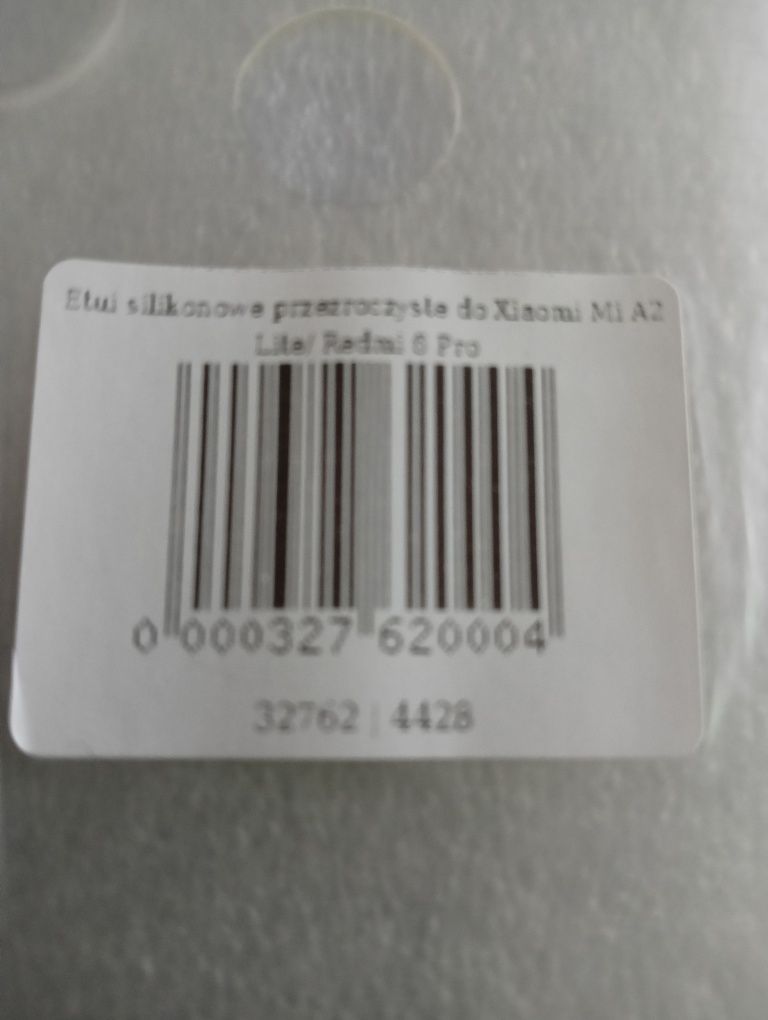 Etui silikonowe przezroczyste do Xiaomi Mi A2
Lite/ Redmi 6 Pro
0 000327 620004
32762 | 4428